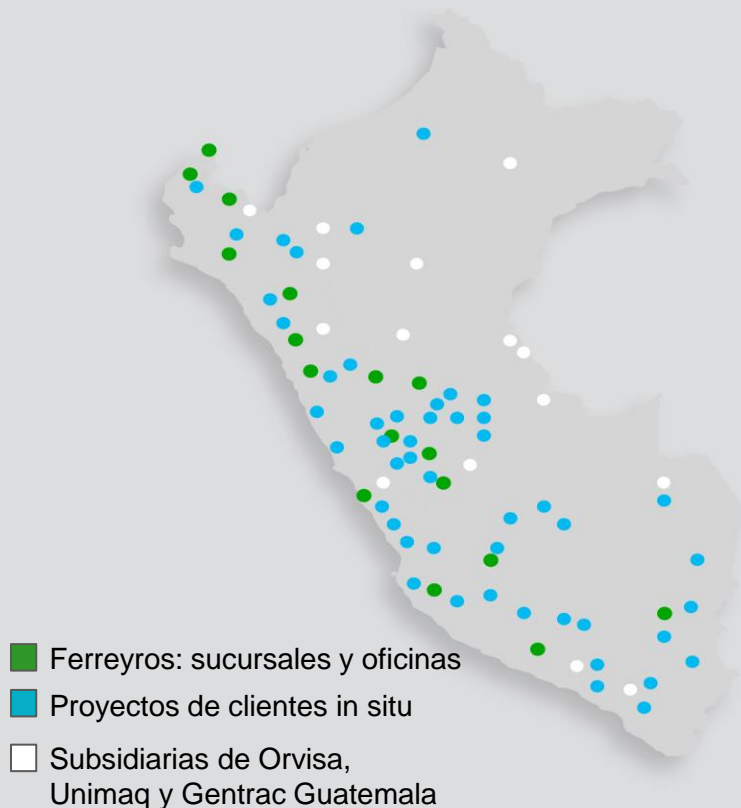 Ferreyros: sucursales y oficinas
Proyectos de clientes in situ
Subsidiarias de Orvisa,
Unimaq y Gentrac Guatemala